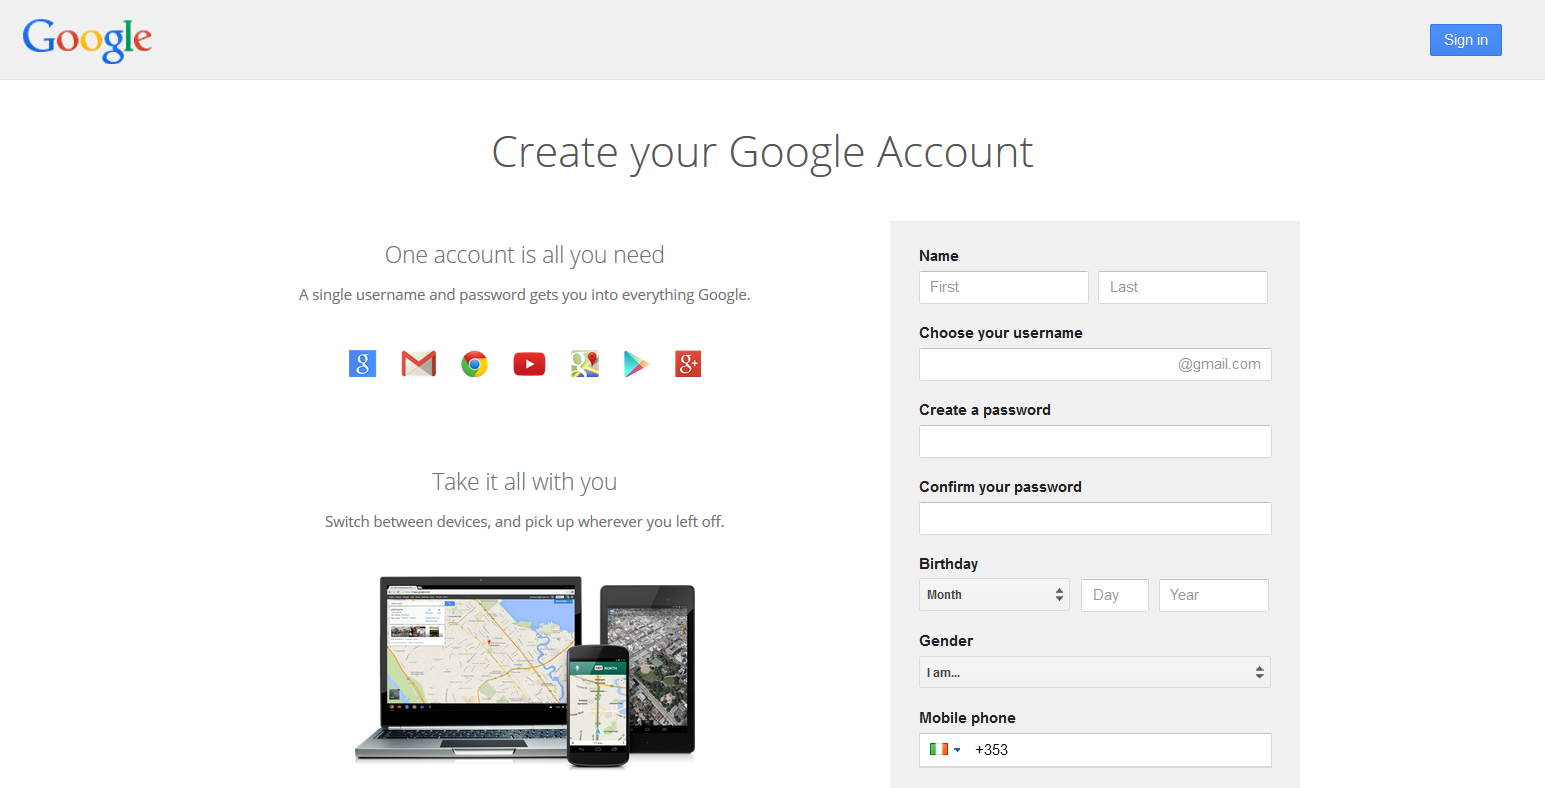 Google
Sign in
Create your Google Account
One account is all you need
A single username and password gets you into everything Google.
Take it all with you
Switch between devices, and pick up wherever you left off.
Name
First Last
Choose your username
@gmail.com
Create a password
Confirm your password
Birthday
Month Day Year
Gender
I am...
Mobile phone
+353